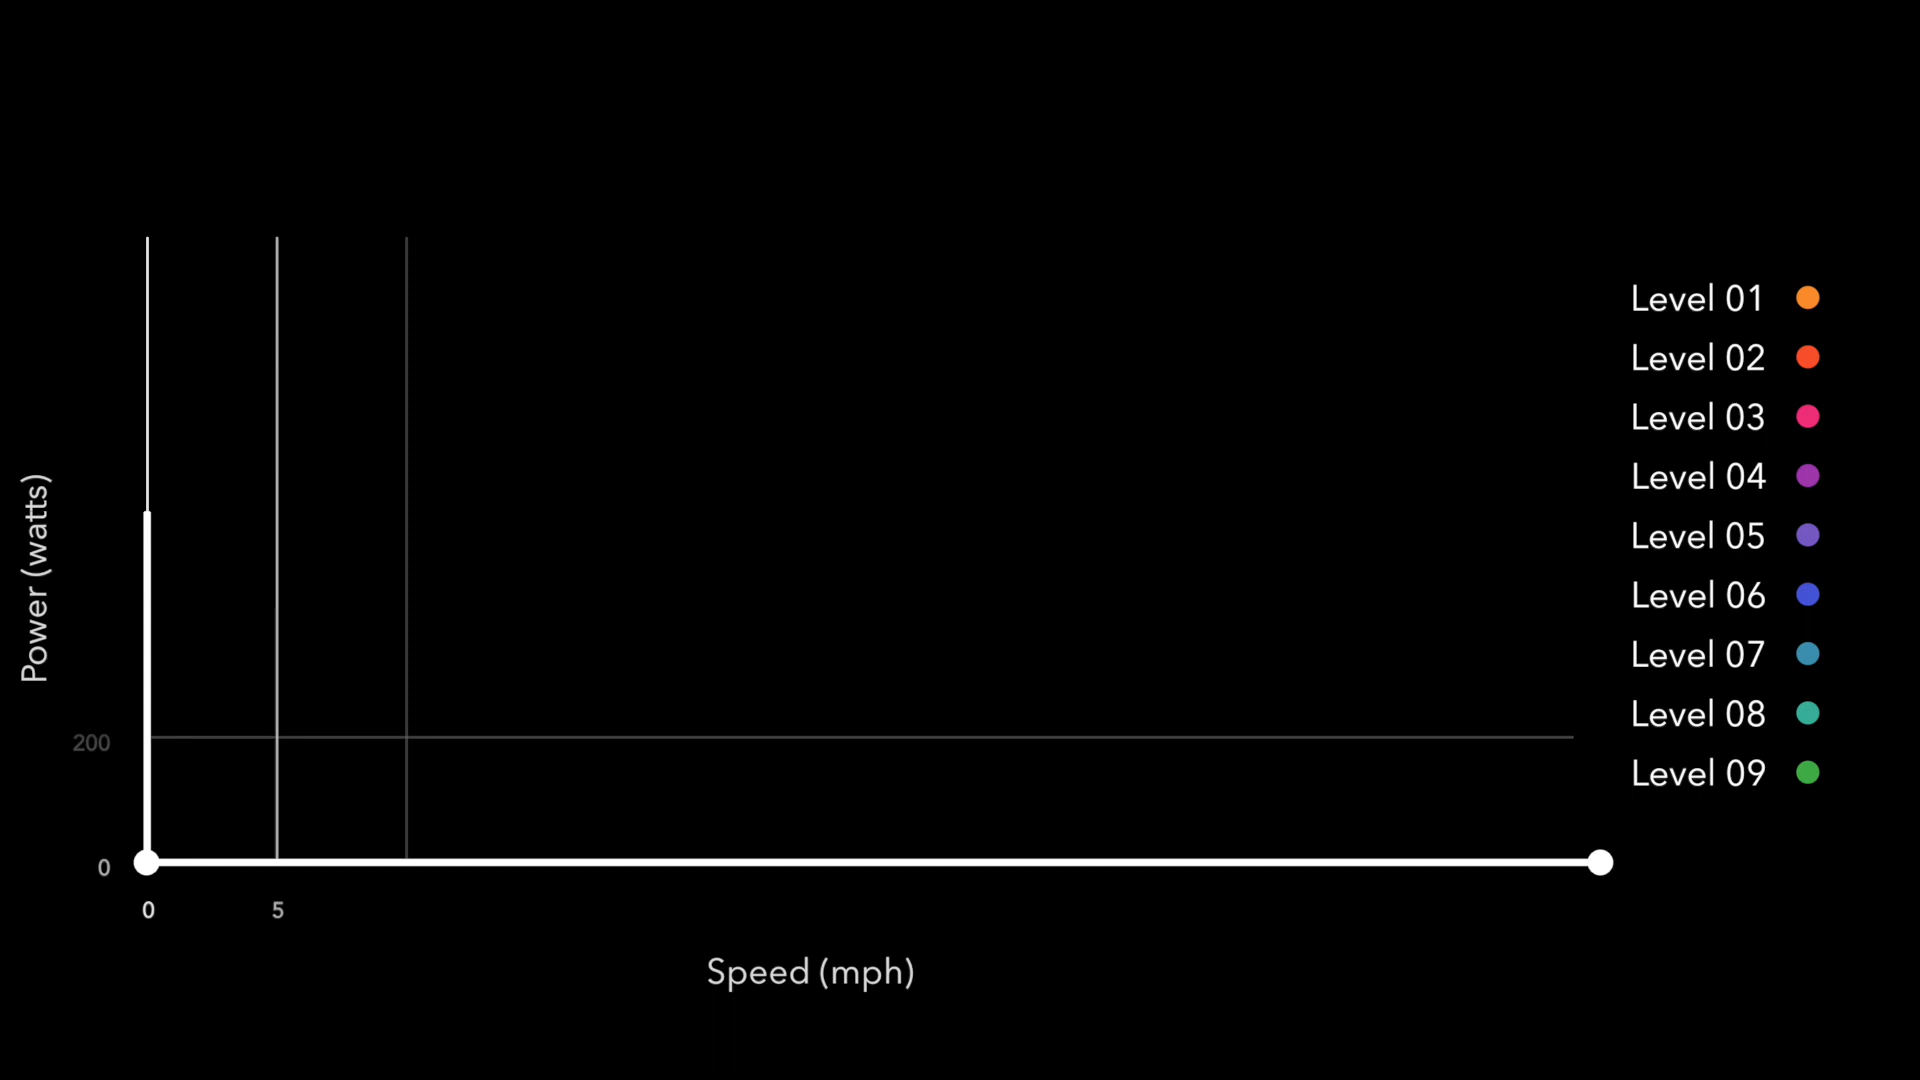 Level 01
Level 02
Level 03
Level 04
Level 05
Level 06
Level 07
Level 08
Level 09
Power (watts)
200
0
0 5
Speed (mph)